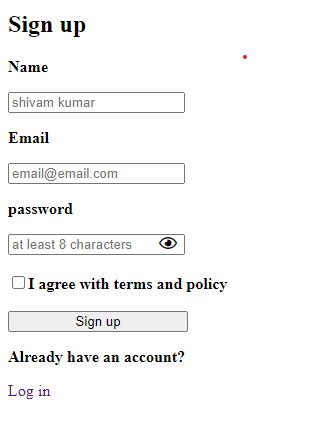 Sign up
Name
shivam kumar
Email
email@email.com
password
at least 8 characters
I agree with terms and policy
Sign up
Already have an account?
Log in